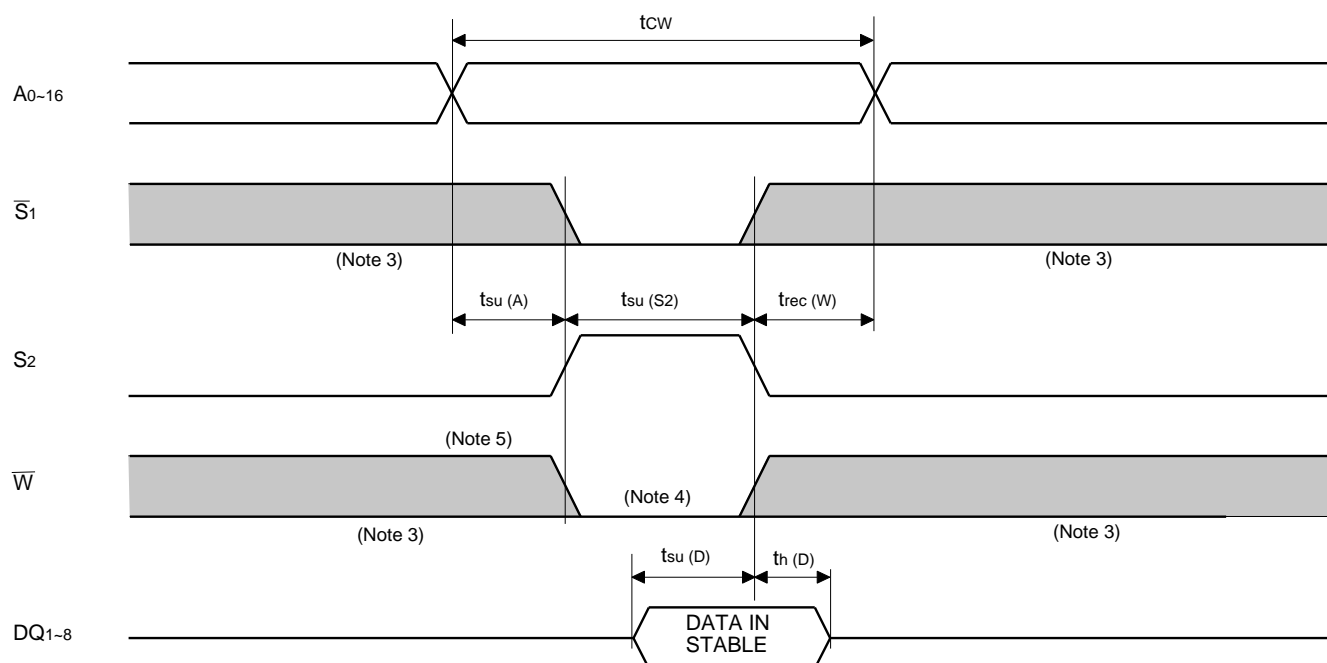 tCW
A0~16
S̅1
(Note 3)
(Note 3)
tsu (A)
tsu (S2)
trec (W)
S2
(Note 5)
W̅
(Note 4)
(Note 3)
(Note 3)
tsu (D)
th (D)
DQ1~8
DATA IN
STABLE